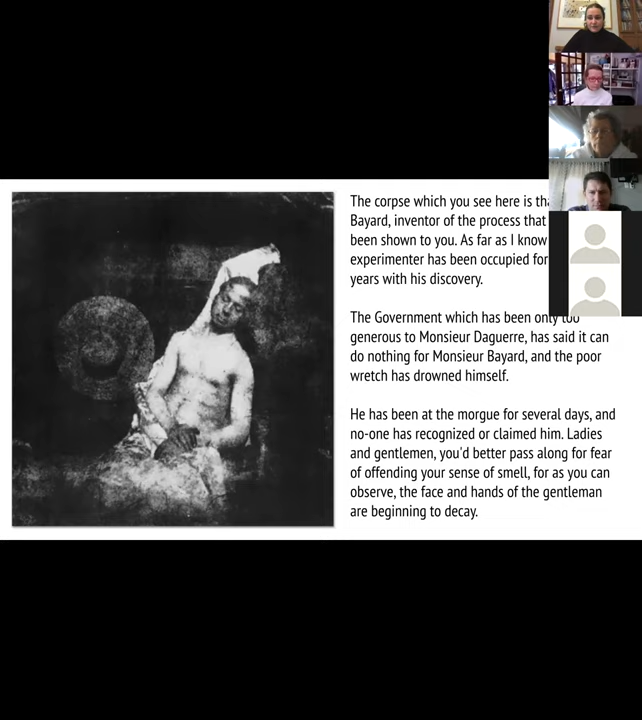 The corpse which you see here is
Bayard, inventor of the process that
been shown to you. As far as I know
experimenter has been occupied for
years with his discovery.
The Government which has been only too
generous to Monsieur Daguerre, has said it can
do nothing for Monsieur Bayard, and the poor
wretch has drowned himself.
He has been at the morgue for several days, and
no-one has recognized or claimed him. Ladies
and gentlemen, you'd better pass along for fear
of offending your sense of smell, for as you can
observe, the face and hands of the gentleman
are beginning to decay.